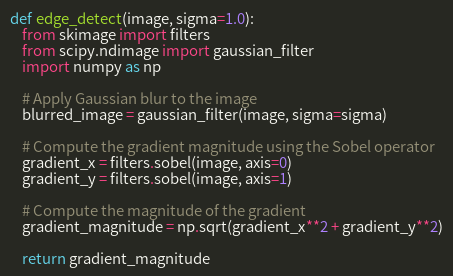 def edge_detect(image, sigma=1.0):
from skimage import filters
from scipy.ndimage import gaussian_filter
import numpy as np
# Apply Gaussian blur to the image
blurred_image = gaussian_filter(image, sigma=sigma)
# Compute the gradient magnitude using the Sobel operator
gradient_x = filters.sobel(image, axis=0)
gradient_y = filters.sobel(image, axis=1)
# Compute the magnitude of the gradient
gradient_magnitude = np.sqrt(gradient_x**2 + gradient_y**2)
return gradient_magnitude